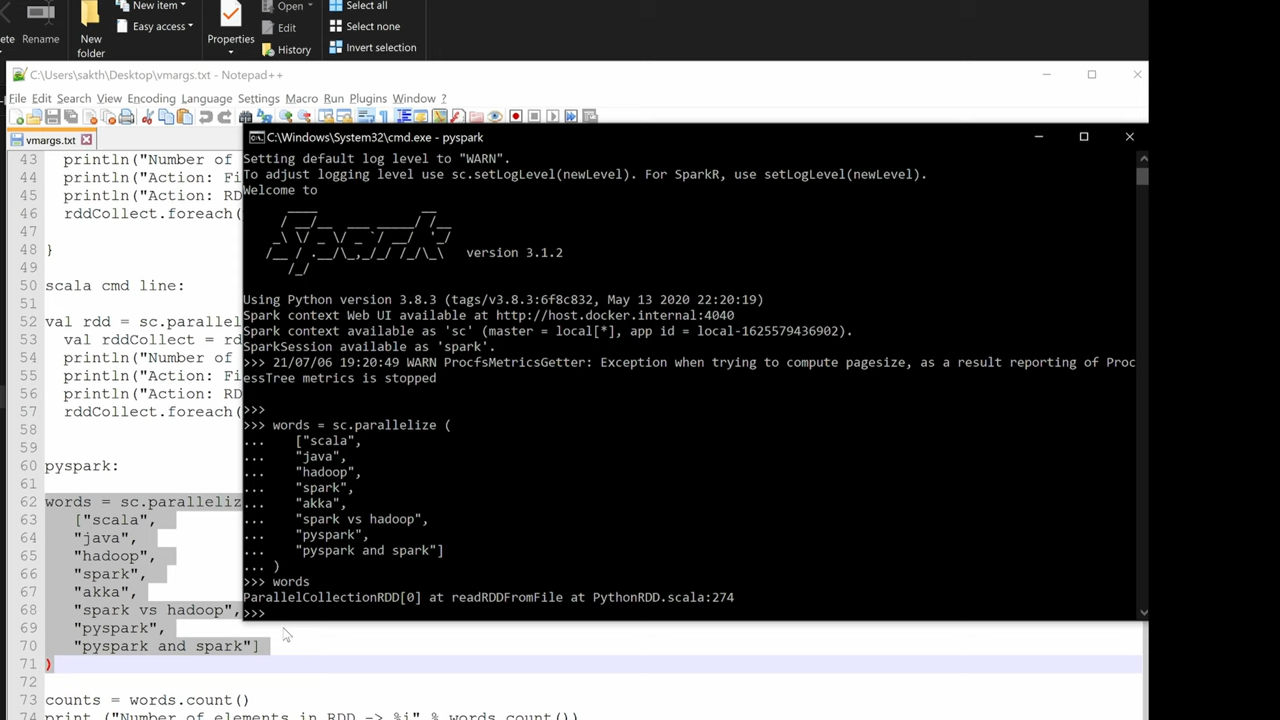 New item
Open
Select all
Easy access
Edit
Select none
Rename
New
folder
Properties
History
Invert selection
C:\Users\sakth\Desktop\vmargs.txt - Notepad++
File Edit Search View Encoding Language Settings Macro Run Plugins Window ?
vmargs.txt
C:\Windows\System32\cmd.exe - pyspark
43 println("Number of
44 println("Action: Fi
45 println("Action: RD
46 rddCollect.foreach(
47
48 }
49
50 scala cmd line:
51
52 val rdd = sc.parallel
53 val rddCollect = rd
54 println("Number of
55 println("Action: Fi
56 println("Action: RD
57 rddCollect.foreach(
58
59
60 pyspark:
61
62 words = sc.paralleliz
63 ["scala",
64 "java",
65 "hadoop",
66 "spark",
67 "akka",
68 "spark vs hadoop",
69 "pyspark",
70 "pyspark and spark"]
71 )
72
73 counts = words.count()
74 print ("Number of elements in RDD -> %i" % words.count())
Setting default log level to "WARN".
To adjust logging level use sc.setLogLevel(newLevel). For SparkR, use setLogLevel(newLevel).
Welcome to
Spark
version 3.1.2
Using Python version 3.8.3 (tags/v3.8.3:6f8c832, May 13 2020 22:20:19)
Spark context Web UI available at http://host.docker.internal:4040
Spark context available as 'sc' (master = local[*], app id = local-1625579436902).
SparkSession available as 'spark'.
>>> 21/07/06 19:20:49 WARN ProcfsMetricsGetter: Exception when trying to compute pagesize, as a result reporting of Proc
essTree metrics is stopped
>>>
>>> words = sc.parallelize (
... ["scala",
... "java",
... "hadoop",
... "spark",
... "akka",
... "spark vs hadoop",
... "pyspark",
... "pyspark and spark"]
... )
>>> words
ParallelCollectionRDD[0] at readRDDFromFile at PythonRDD.scala:274
>>>